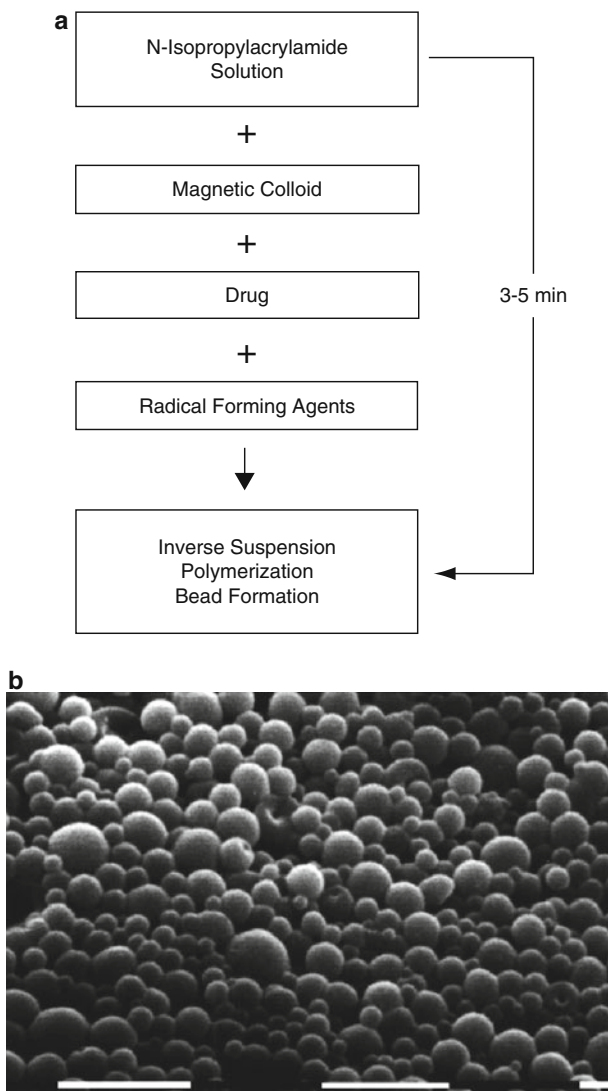 a
N-Isopropylacrylamide
Solution
+
Magnetic Colloid
+
Drug
+
Radical Forming Agents
3-5 min
Inverse Suspension
Polymerization
Bead Formation
b